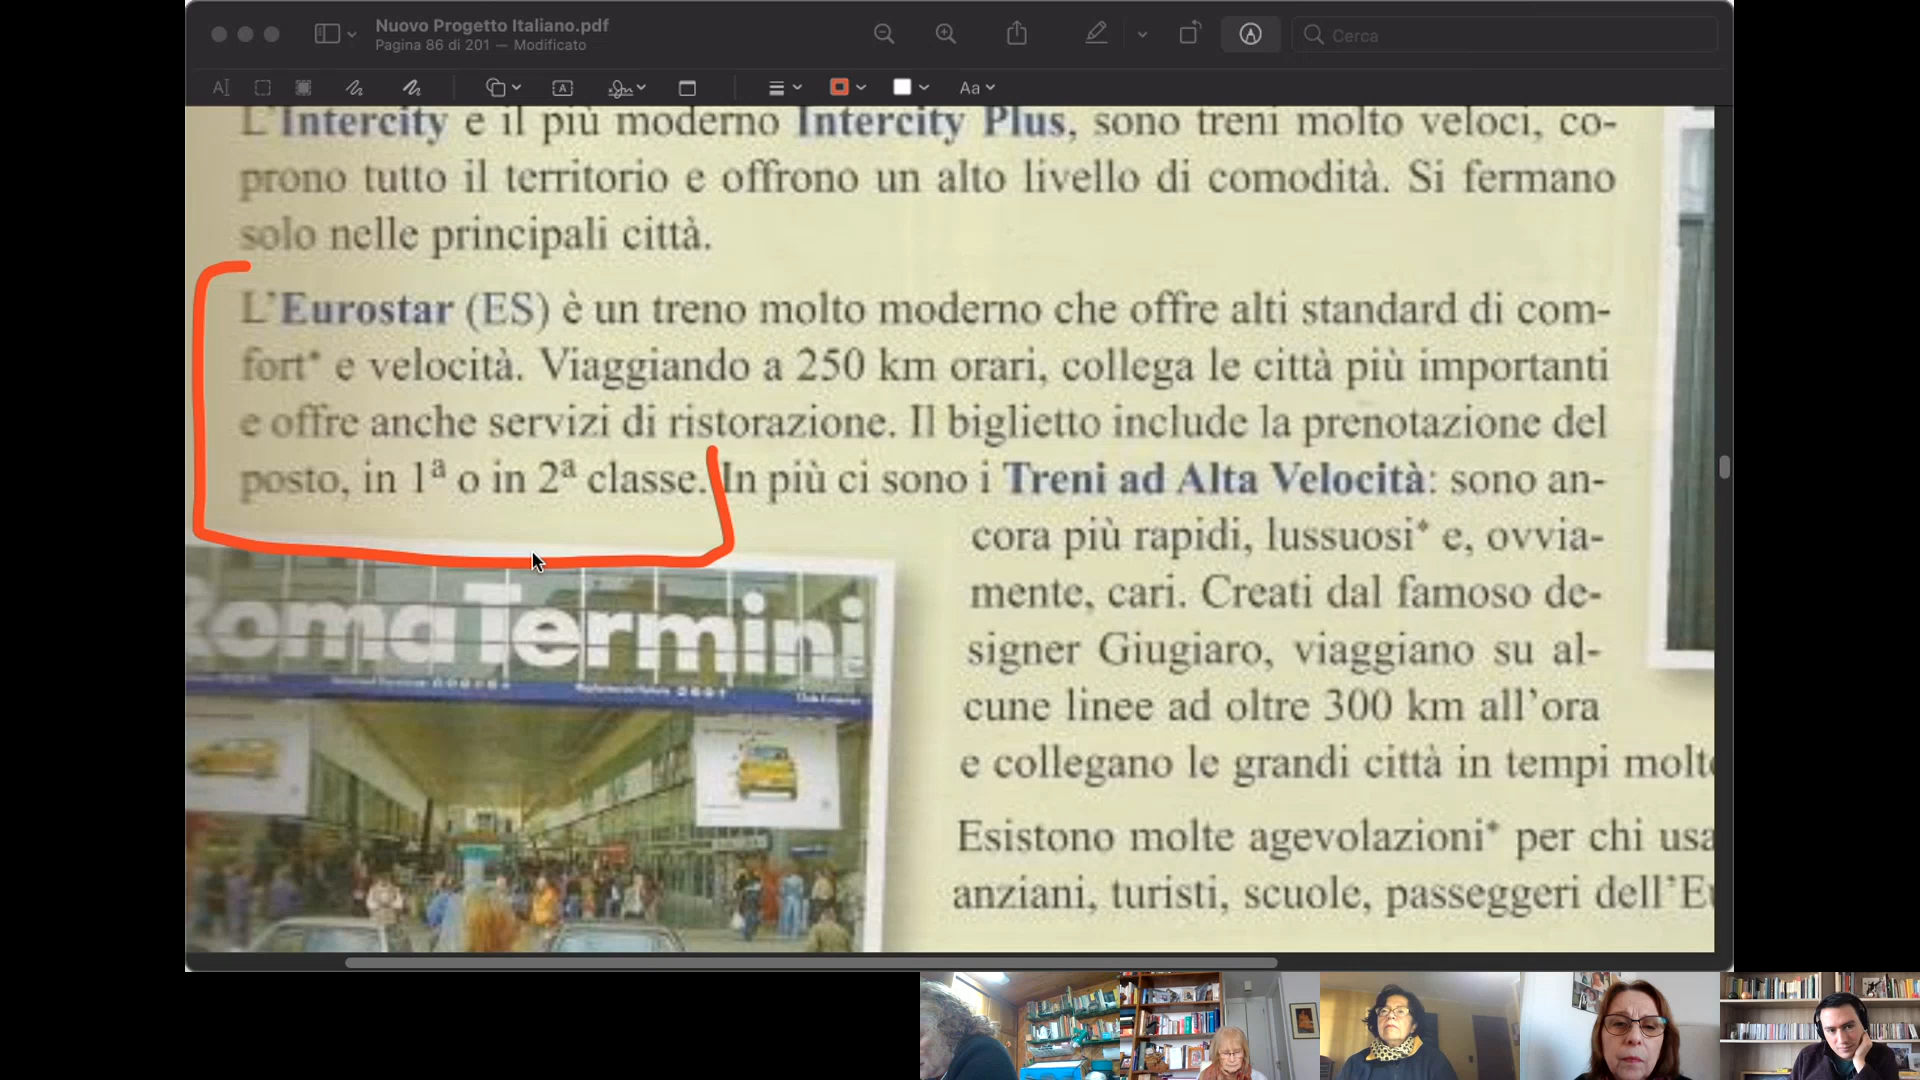 Nuovo Progetto Italiano.pdf
Pagina 86 di 201 — Modificato
Cerca
Aa
L'Intercity e il più moderno Intercity Plus, sono treni molto veloci, co-
prono tutto il territorio e offrono un alto livello di comodità. Si fermano
solo nelle principali città.
L'Eurostar (ES) è un treno molto moderno che offre alti standard di com-
fort* e velocità. Viaggiando a 250 km orari, collega le città più importanti
e offre anche servizi di ristorazione. Il biglietto include la prenotazione del
posto, in 1ª o in 2ª classe. In più ci sono i Treni ad Alta Velocità: sono an-
cora più rapidi, lussuosi* e, ovvia-
mente, cari. Creati dal famoso de-
signer Giugiaro, viaggiano su al-
cune linee ad oltre 300 km all'ora
e collegano le grandi città in tempi molt
Esistono molte agevolazioni* per chi usa
anziani, turisti, scuole, passeggeri dell'E
Roma Termini